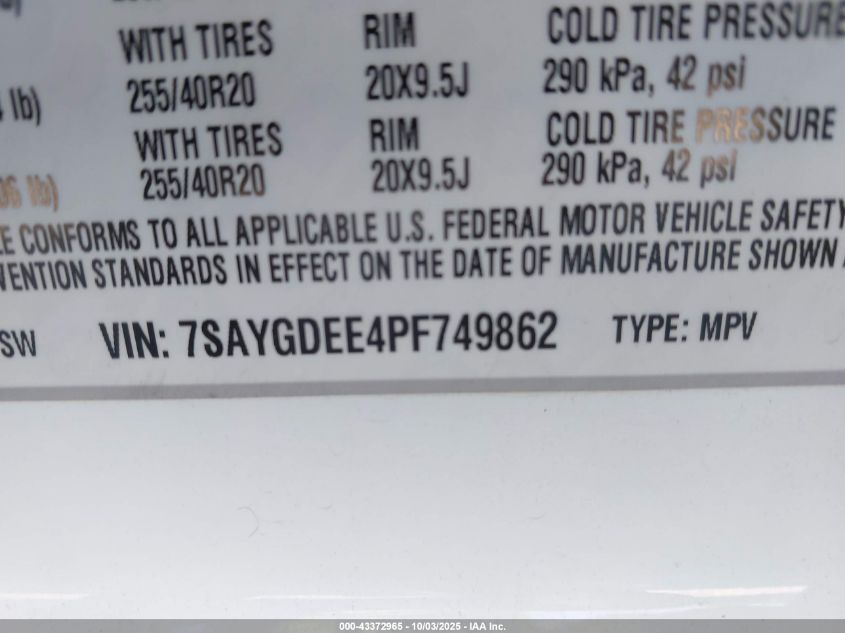 WITH TIRES RIM COLD TIRE PRESSURE
lb) 255/40R20 20X9.5J 290 kPa, 42 psi
WITH TIRES RIM COLD TIRE PRESSURE
lb) 255/40R20 20X9.5J 290 kPa, 42 psi
CONFORMS TO ALL APPLICABLE U.S. FEDERAL MOTOR VEHICLE SAFETY
VENTION STANDARDS IN EFFECT ON THE DATE OF MANUFACTURE SHOWN
SW VIN: 7SAYGDEE4PF749862 TYPE: MPV
000-43372965 - 10/03/2025 - IAA Inc.